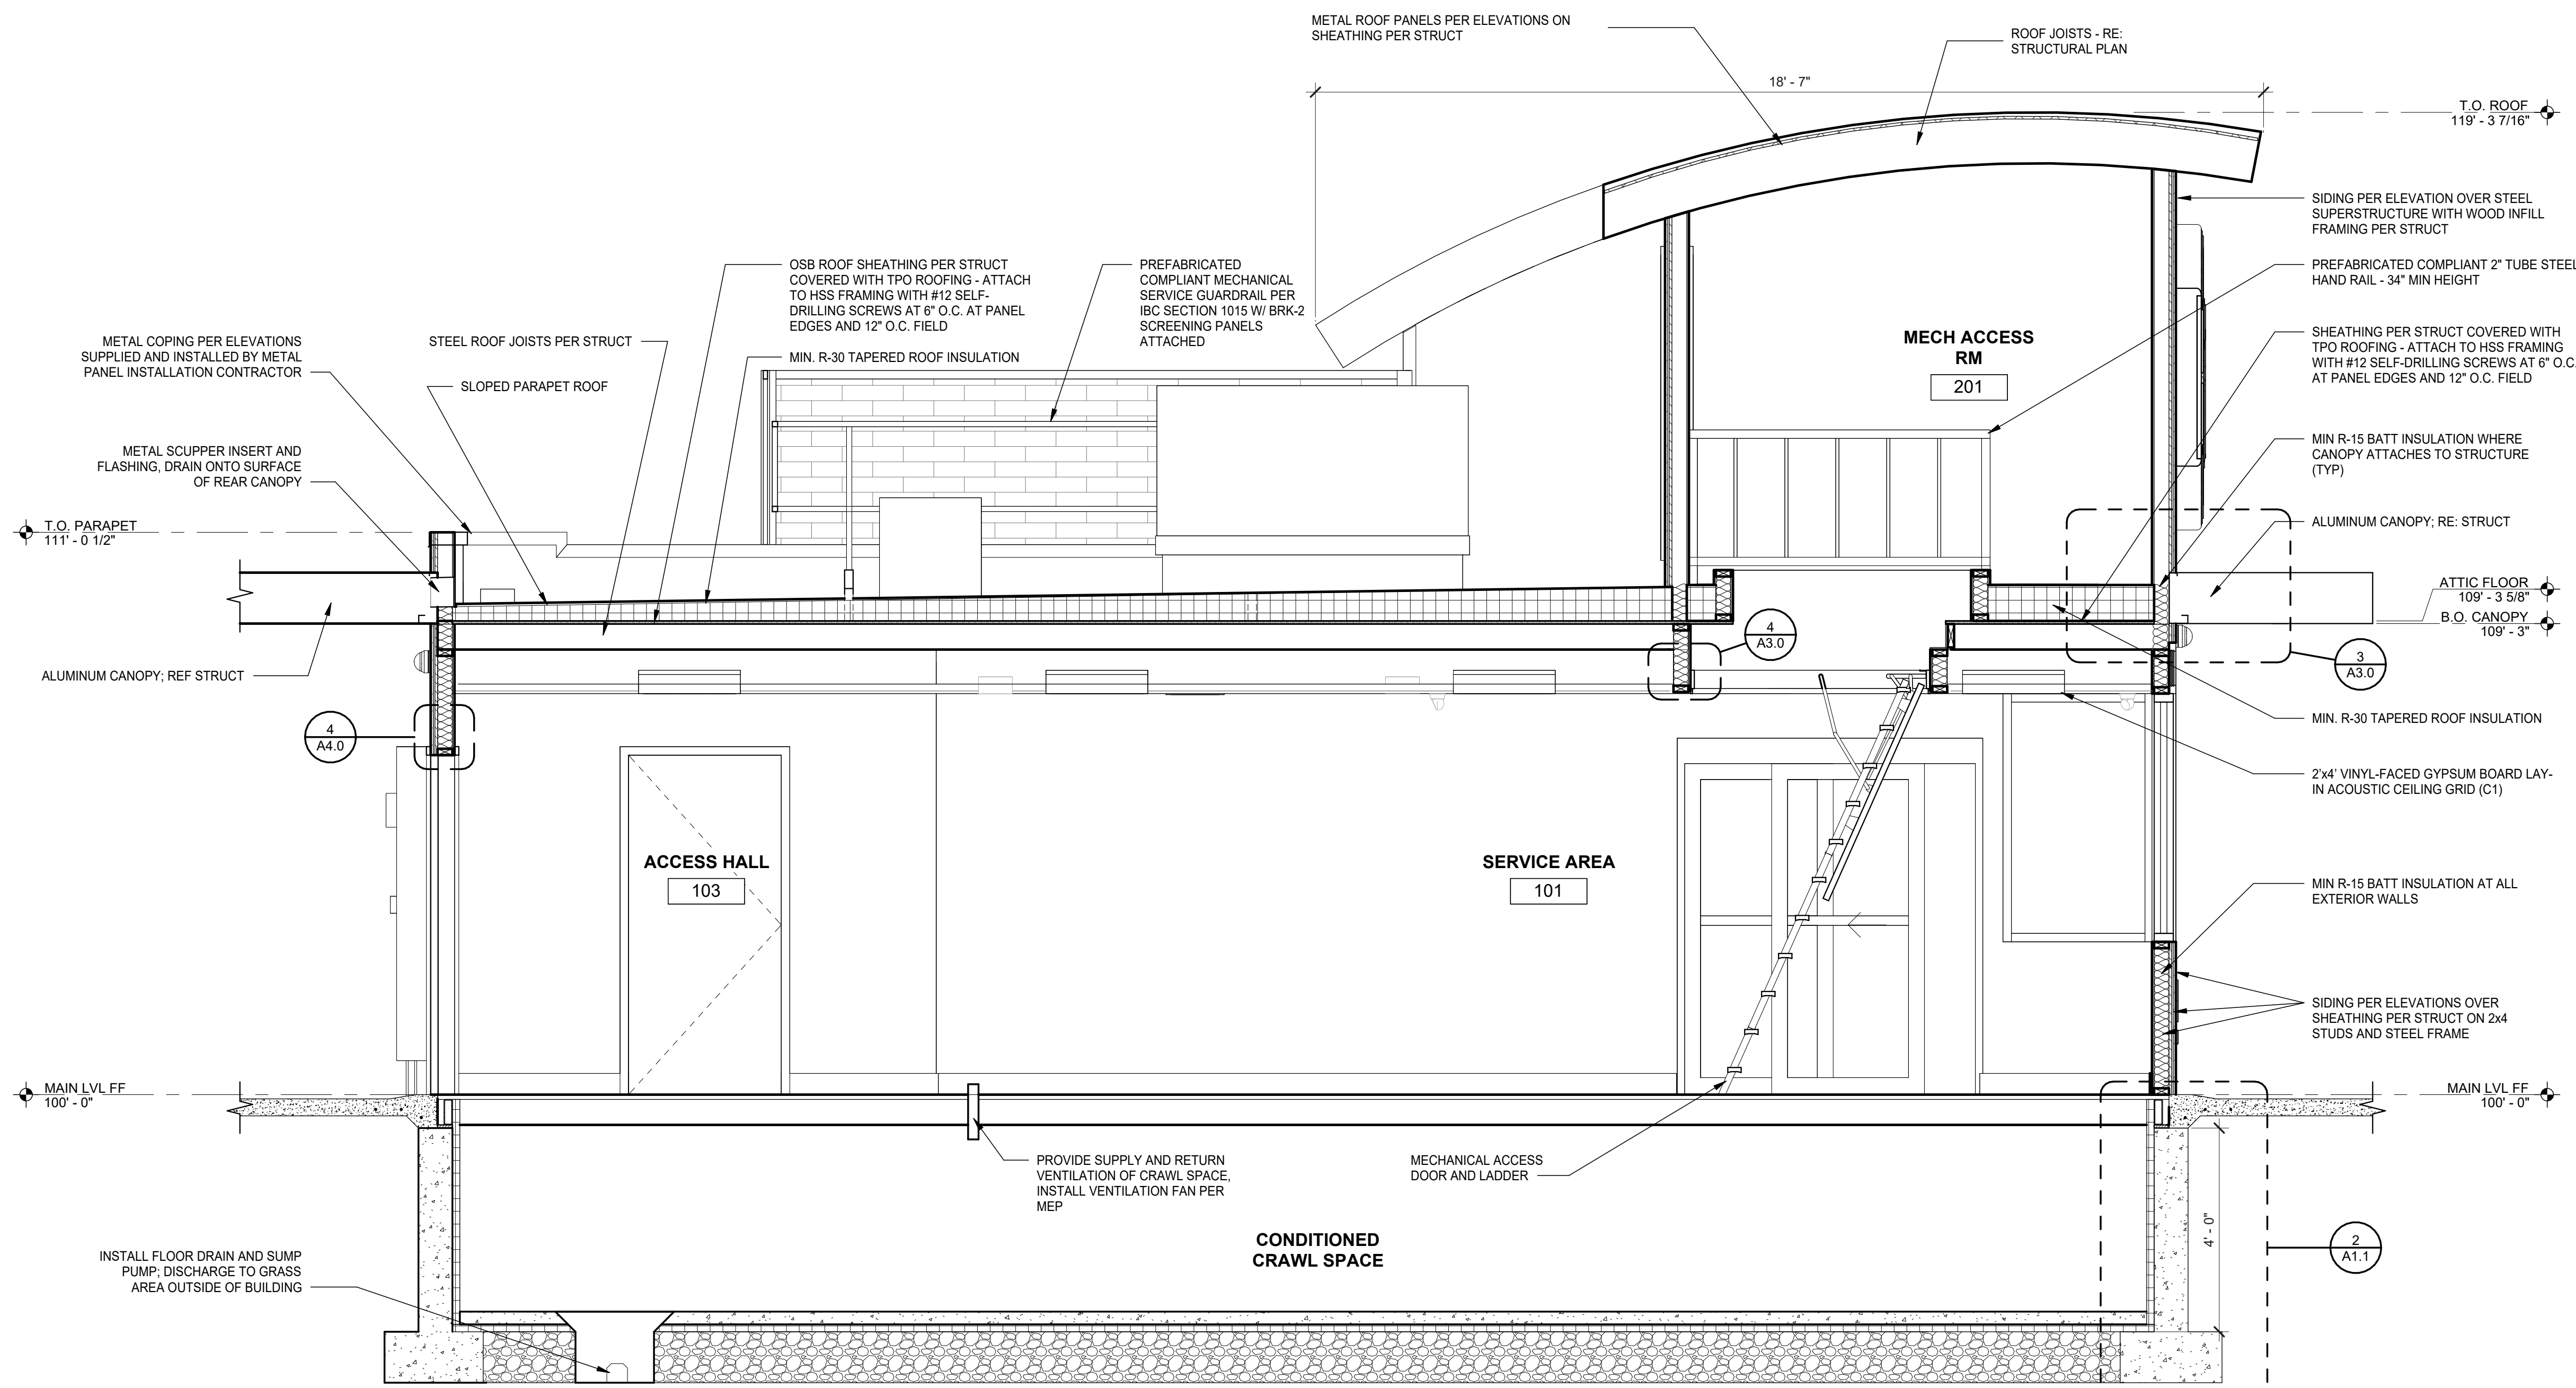 METAL ROOF PANELS PER ELEVATIONS ON
SHEATHING PER STRUCT
ROOF JOISTS - RE:
STRUCTURAL PLAN
18' - 7"
T.O. ROOF
119' - 3 7/16"
SIDING PER ELEVATION OVER STEEL
SUPERSTRUCTURE WITH WOOD INFILL
FRAMING PER STRUCT
OSB ROOF SHEATHING PER STRUCT
COVERED WITH TPO ROOFING - ATTACH
TO HSS FRAMING WITH #12 SELF-
DRILLING SCREWS AT 6" O.C. AT PANEL
EDGES AND 12" O.C. FIELD
PREFABRICATED
COMPLIANT MECHANICAL
SERVICE GUARDRAIL PER
IBC SECTION 1015 W/ BRK-2
SCREENING PANELS
ATTACHED
PREFABRICATED COMPLIANT 2" TUBE STEEL
HAND RAIL - 34" MIN HEIGHT
METAL COPING PER ELEVATIONS
SUPPLIED AND INSTALLED BY METAL
PANEL INSTALLATION CONTRACTOR
STEEL ROOF JOISTS PER STRUCT
MIN. R-30 TAPERED ROOF INSULATION
SLOPED PARAPET ROOF
MECH ACCESS
RM
201
SHEATHING PER STRUCT COVERED WITH
TPO ROOFING - ATTACH TO HSS FRAMING
WITH #12 SELF-DRILLING SCREWS AT 6" O.C.
AT PANEL EDGES AND 12" O.C. FIELD
METAL SCUPPER INSERT AND
FLASHING, DRAIN ONTO SURFACE
OF REAR CANOPY
MIN R-15 BATT INSULATION WHERE
CANOPY ATTACHES TO STRUCTURE
(TYP)
T.O. PARAPET
111' - 0 1/2"
ALUMINUM CANOPY; RE: STRUCT
ATTIC FLOOR
109' - 3 5/8"
B.O. CANOPY
109' - 3"
4
A3.0
3
A3.0
ALUMINUM CANOPY; REF STRUCT
4
A4.0
MIN. R-30 TAPERED ROOF INSULATION
2'x4' VINYL-FACED GYPSUM BOARD LAY-
IN ACOUSTIC CEILING GRID (C1)
ACCESS HALL
103
SERVICE AREA
101
MIN R-15 BATT INSULATION AT ALL
EXTERIOR WALLS
SIDING PER ELEVATIONS OVER
SHEATHING PER STRUCT ON 2x4
STUDS AND STEEL FRAME
MAIN LVL FF
100' - 0"
MAIN LVL FF
100' - 0"
PROVIDE SUPPLY AND RETURN
VENTILATION OF CRAWL SPACE,
INSTALL VENTILATION FAN PER
MEP
MECHANICAL ACCESS
DOOR AND LADDER
4' - 0"
CONDITIONED
CRAWL SPACE
INSTALL FLOOR DRAIN AND SUMP
PUMP; DISCHARGE TO GRASS
AREA OUTSIDE OF BUILDING
2
A1.1